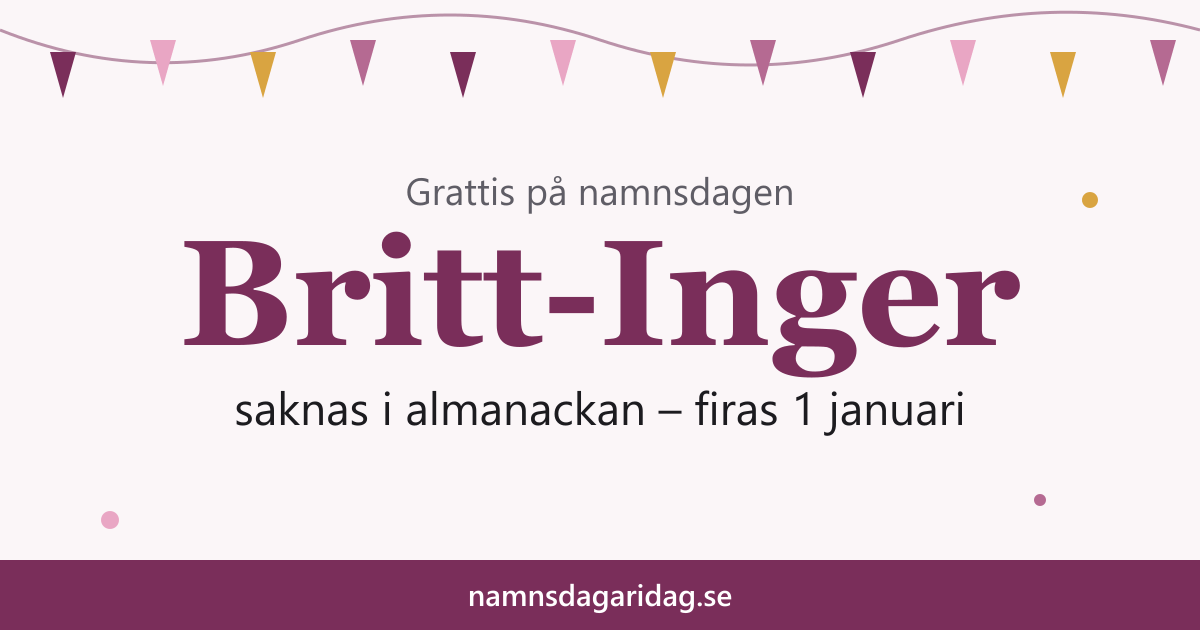 Grattis på namnsdagen
Britt-Inger
saknas i almanackan – firas 1 januari
namnsdagaridag.se